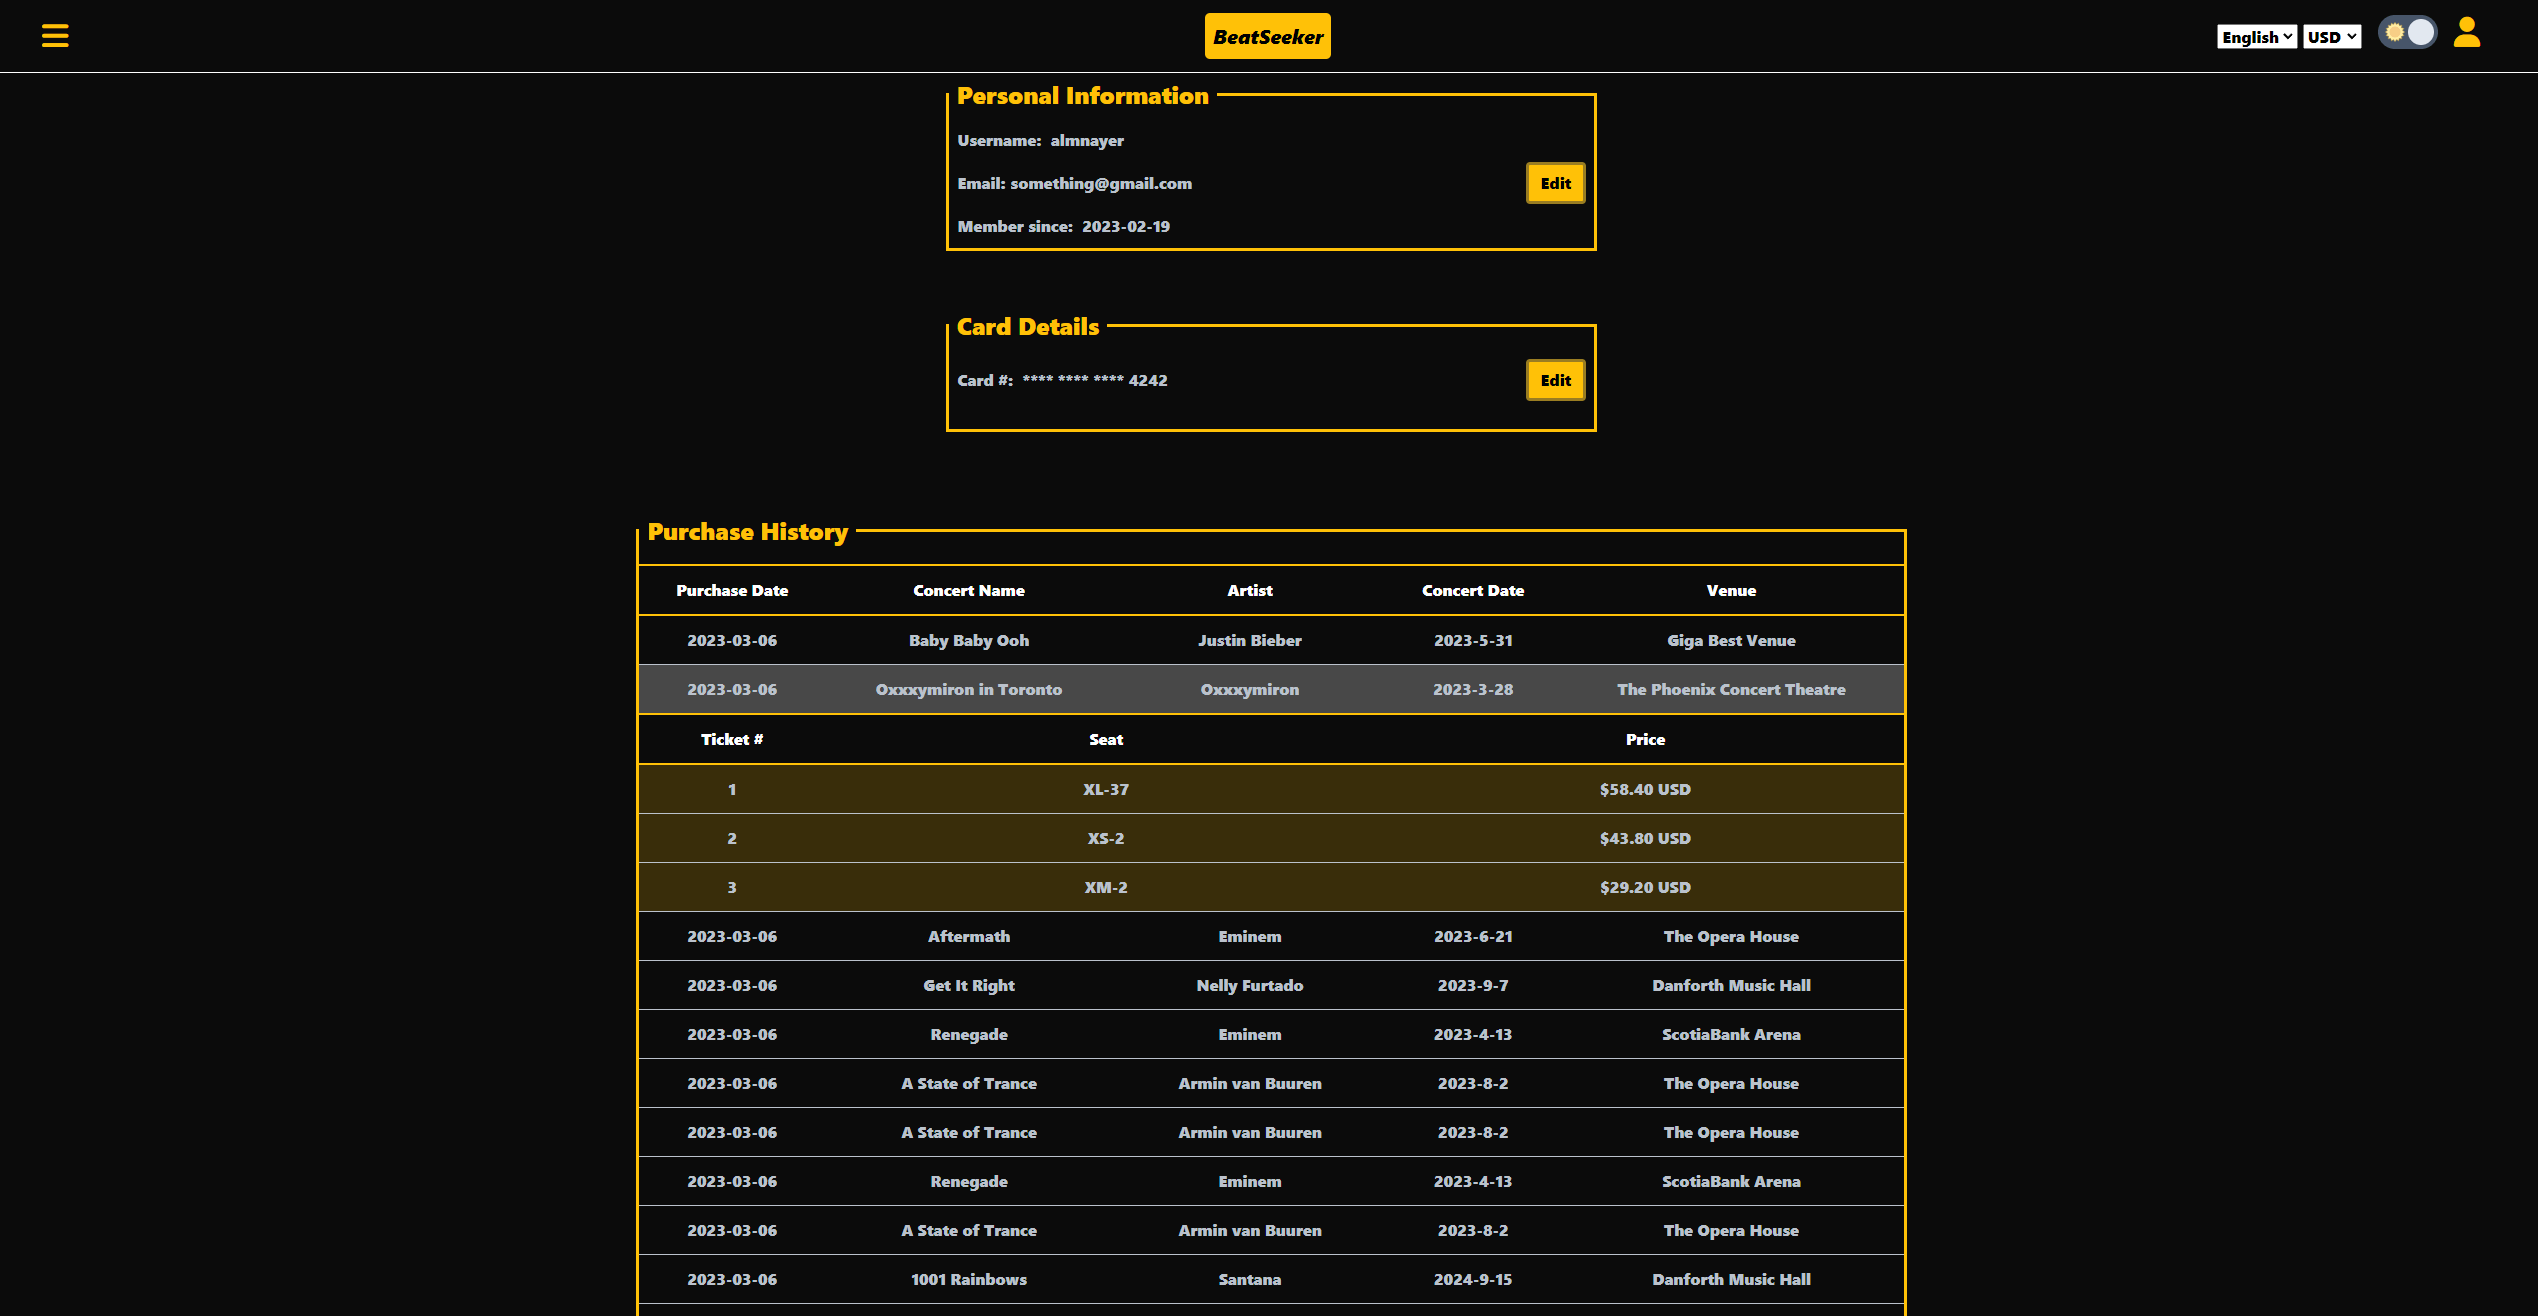 BeatSeeker English USD
Personal Information
Username: almnayer
Email: something@gmail.com Edit
Member since: 2023-02-19
Card Details
Card #: **** **** **** 4242 Edit
Purchase History
Purchase Date Concert Name Artist Concert Date Venue
2023-03-06 Baby Baby Ooh Justin Bieber 2023-5-31 Giga Best Venue
2023-03-06 Oxxxymiron in Toronto Oxxxymiron 2023-3-28 The Phoenix Concert Theatre
Ticket # Seat Price
1 XL-37 $58.40 USD
2 XS-2 $43.80 USD
3 XM-2 $29.20 USD
2023-03-06 Aftermath Eminem 2023-6-21 The Opera House
2023-03-06 Get It Right Nelly Furtado 2023-9-7 Danforth Music Hall
2023-03-06 Renegade Eminem 2023-4-13 ScotiaBank Arena
2023-03-06 A State of Trance Armin van Buuren 2023-8-2 The Opera House
2023-03-06 A State of Trance Armin van Buuren 2023-8-2 The Opera House
2023-03-06 Renegade Eminem 2023-4-13 ScotiaBank Arena
2023-03-06 A State of Trance Armin van Buuren 2023-8-2 The Opera House
2023-03-06 1001 Rainbows Santana 2024-9-15 Danforth Music Hall